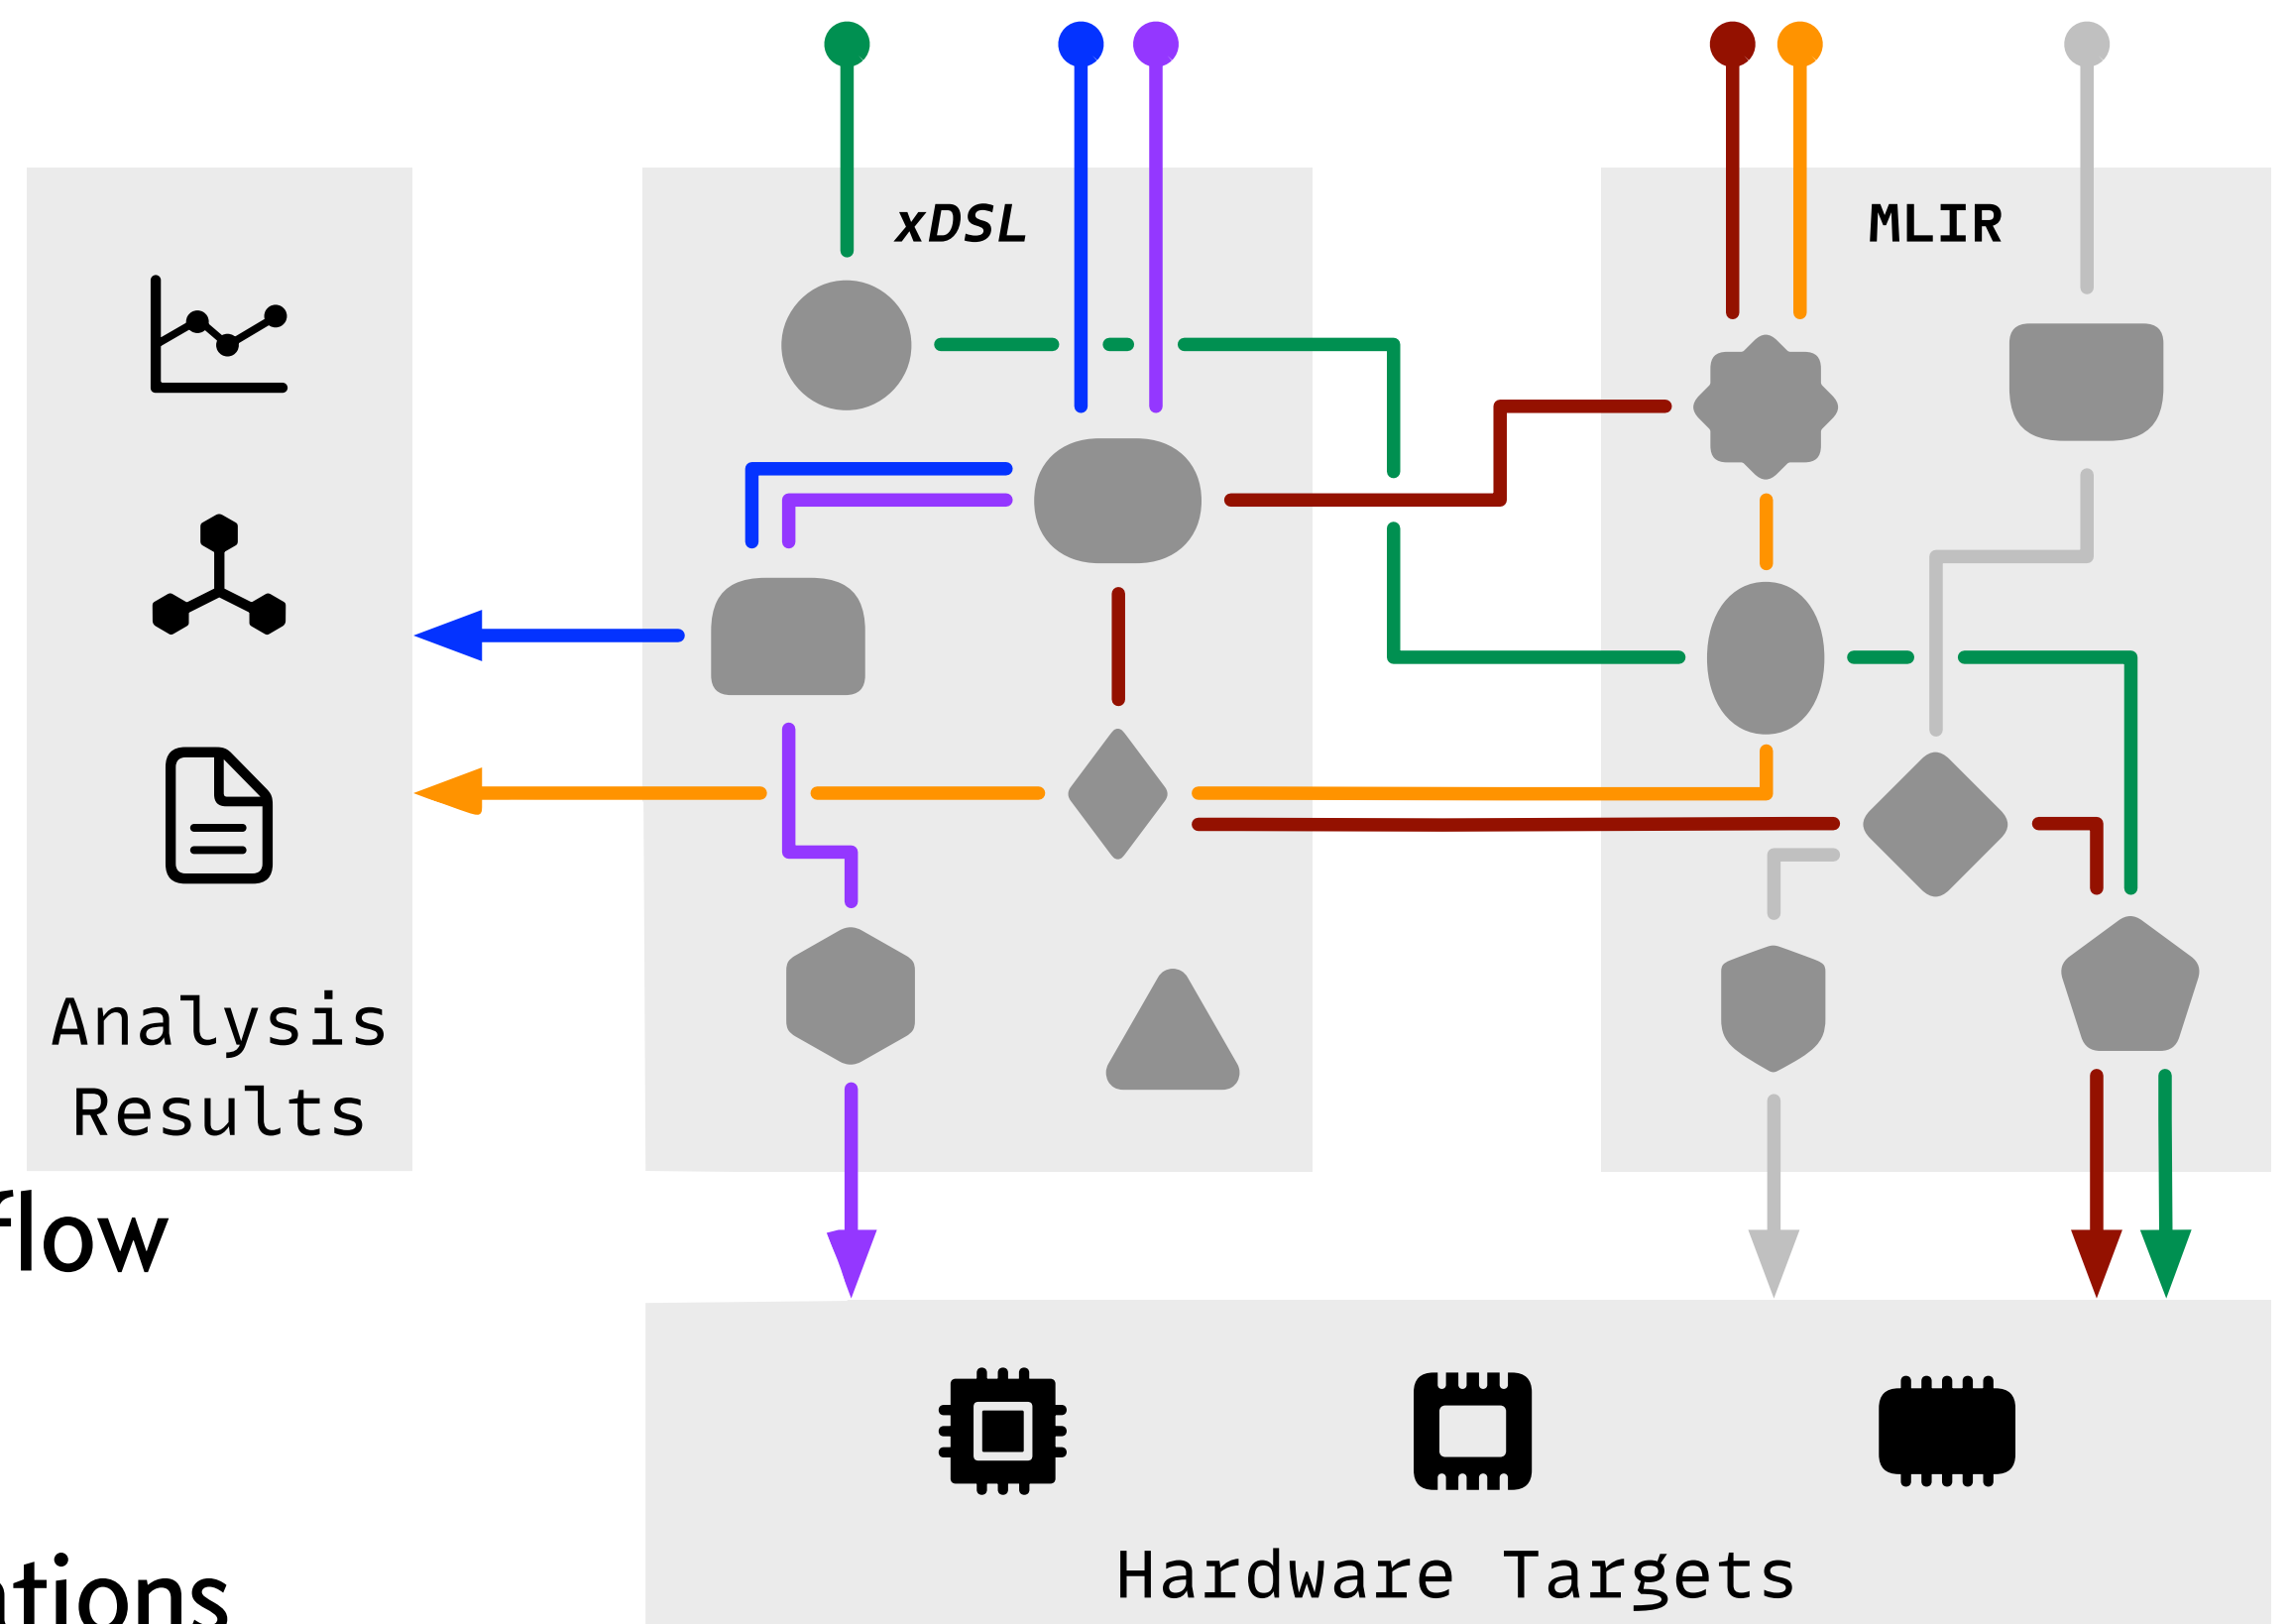 xDSL
MLIR
Analysis
Results
flow
tions
Hardware Targets